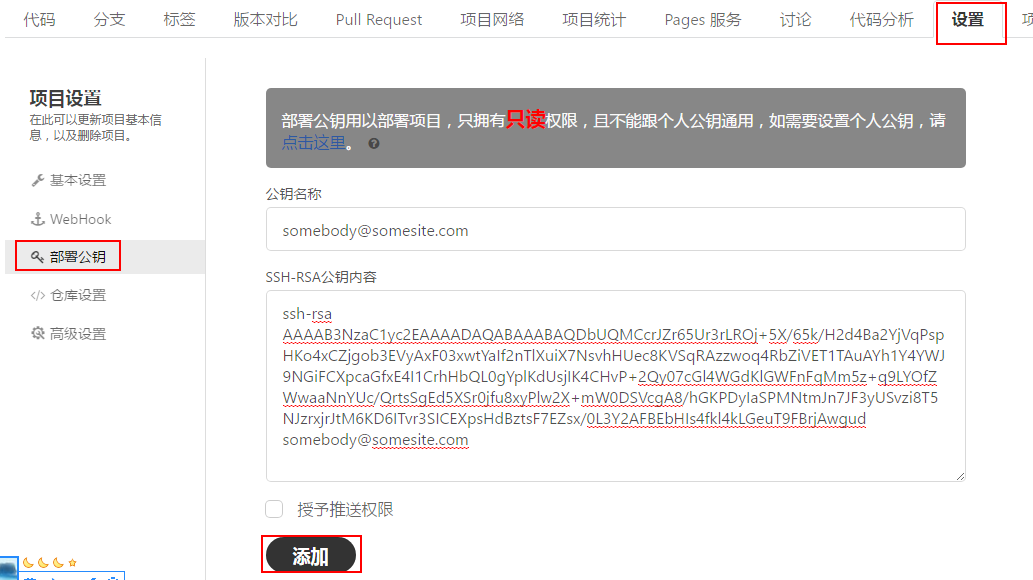 代码 分支 标签 版本对比 Pull Request 项目网络 项目统计 Pages 服务 讨论 代码分析 设置
项目设置
在此可以更新项目基本信
息，以及删除项目。
基本设置
WebHook
部署公钥
仓库设置
高级设置
部署公钥用以部署项目，只拥有只读权限，且不能跟个人公钥通用，如需要设置个人公钥，请
点击这里。
公钥名称
somebody@somesite.com
SSH-RSA公钥内容
ssh-rsa
AAAAB3NzaC1yc2EAAAADAQABAAABAQDbUQMCcrJZr65Ur3rLROj+5X/65k/H2d4Ba2YjVqPsp
HKo4xCZjgob3EVyAxF03xwtYaIf2nTlXuiX7NsvhHUec8KVSqRAzzwoq4RbZiVET1TAuAYh1Y4YWJ
9NGiFCXpcaGfxE4I1CrhHbQL0gYplKdUsjIK4CHvP+2Qy07cGl4WGdKlGWFnFqMm5z+q9LYOfZ
WwaaNnYUc/QrtsSgEd5XSr0jfu8xyPlw2X+mW0DSVcgA8/hGKPDyIaSPMNtmJn7JF3yUSvzi8T5
NJzrxjrJtM6KD6ITvr3SICEXpsHdBztsF7EZsx/0L3Y2AFBEbHIs4fkl4kLGeuT9FBrjAwgud
somebody@somesite.com
授予推送权限
添加